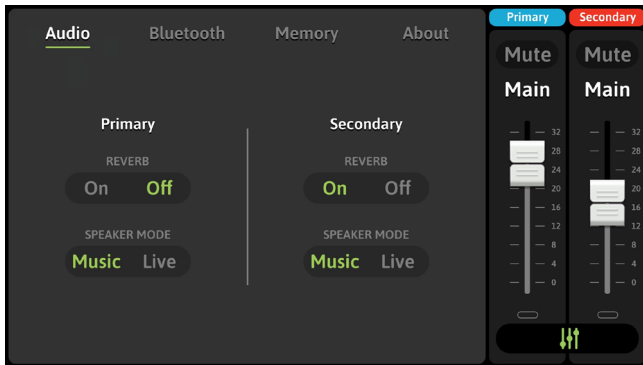 Audio Bluetooth Memory About
Primary Secondary
REVERB REVERB
On Off On Off
SPEAKER MODE SPEAKER MODE
Music Live Music Live
Primary Secondary
Mute Mute
Main Main
32 32
28 28
24 24
20 20
16 16
12 12
8 8
4 4
0 0